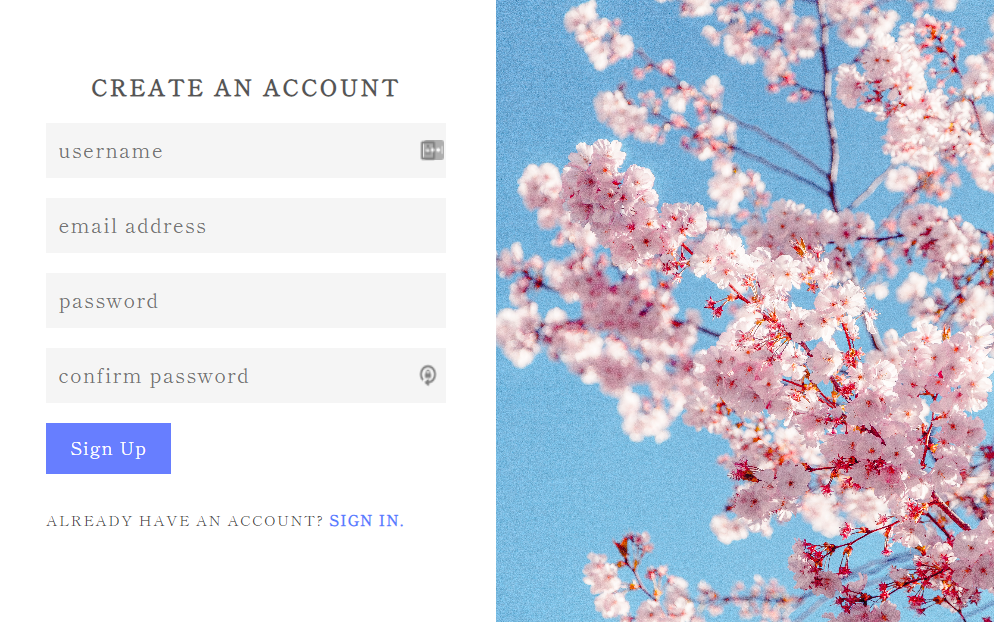 CREATE AN ACCOUNT
username
email address
password
confirm password
Sign Up
ALREADY HAVE AN ACCOUNT? SIGN IN.